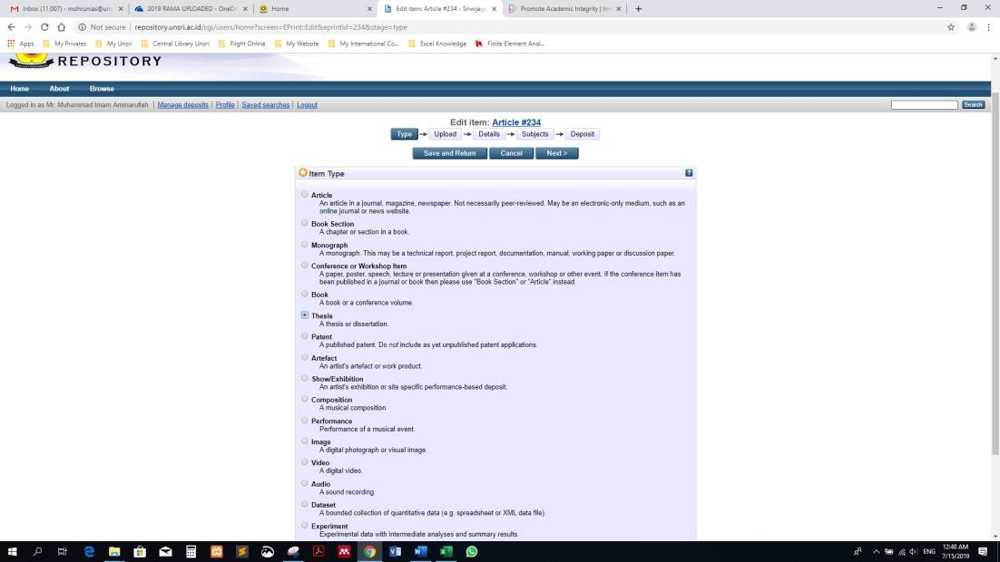 Inbox (11,007) - mohrunias@uns
2019 RAMA UPLOADED - OneDr
Home
Edit item: Article #234 - Sriwijaya
Promote Academic Integrity | Im
Not secure | repository.unsri.ac.id/cgi/users/home?screen=EPrint::Edit&eprintid=234&stage=type
Apps My Privates My Unsri Central Library Unsri Flight Online My Website My International Co... Excel Knowledge Finite Element Anal...
REPOSITORY
Home About Browse
Logged in as Mr. Muhammad Imam Ammarullah | Manage deposits | Profile | Saved searches | Logout Search
Edit item: Article #234
Type → Upload → Details → Subjects → Deposit
Save and Return Cancel Next >
Item Type ?
Article
An article in a journal, magazine, newspaper. Not necessarily peer-reviewed. May be an electronic-only medium, such as an
online journal or news website.
Book Section
A chapter or section in a book.
Monograph
A monograph. This may be a technical report, project report, documentation, manual, working paper or discussion paper.
Conference or Workshop Item
A paper, poster, speech, lecture or presentation given at a conference, workshop or other event. If the conference item has
been published in a journal or book then please use "Book Section" or "Article" instead.
Book
A book or a conference volume.
Thesis
A thesis or dissertation.
Patent
A published patent. Do not include as yet unpublished patent applications.
Artefact
An artist's artefact or work product.
Show/Exhibition
An artist's exhibition or site specific performance-based deposit.
Composition
A musical composition.
Performance
Performance of a musical event.
Image
A digital photograph or visual image.
Video
A digital video.
Audio
A sound recording.
Dataset
A bounded collection of quantitative data (e.g. spreadsheet or XML data file).
Experiment
Experimental data with intermediate analyses and summary results.
ENG
12:48 AM
7/15/2019